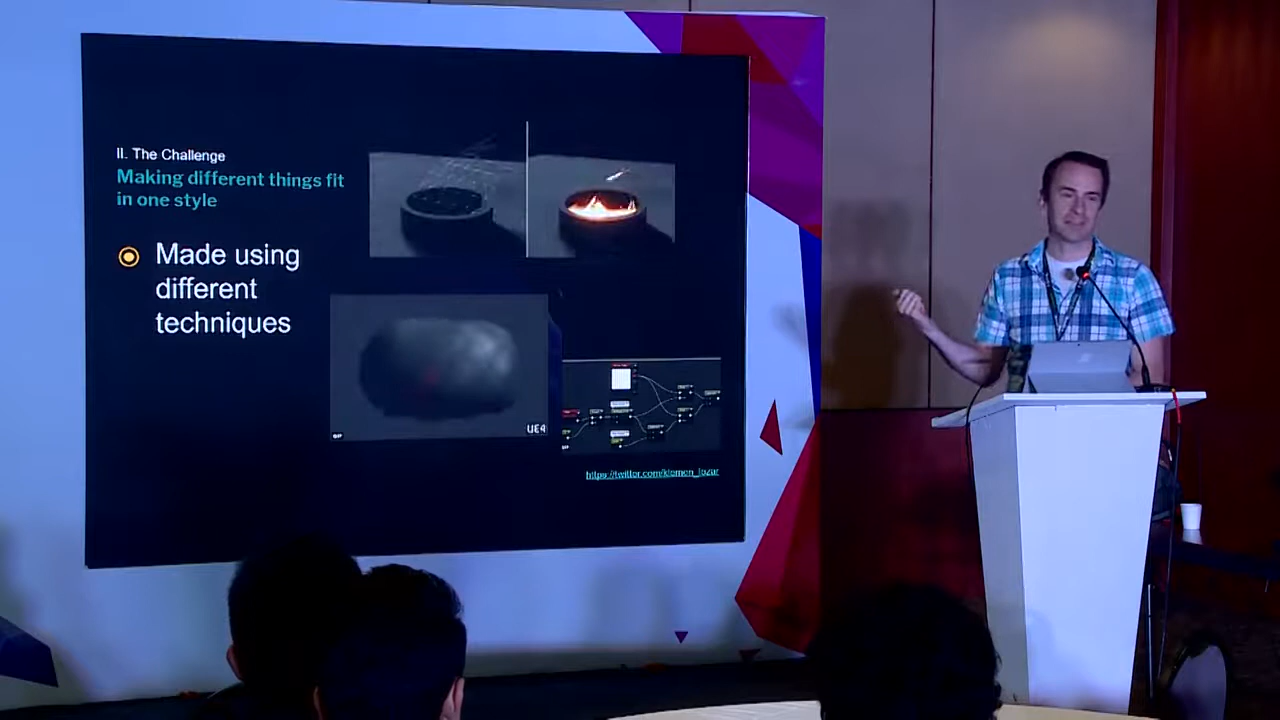 II. The Challenge
Making different things fit
in one style
Made using
different
techniques
UE4
https://twitter.com/klemen_lozar